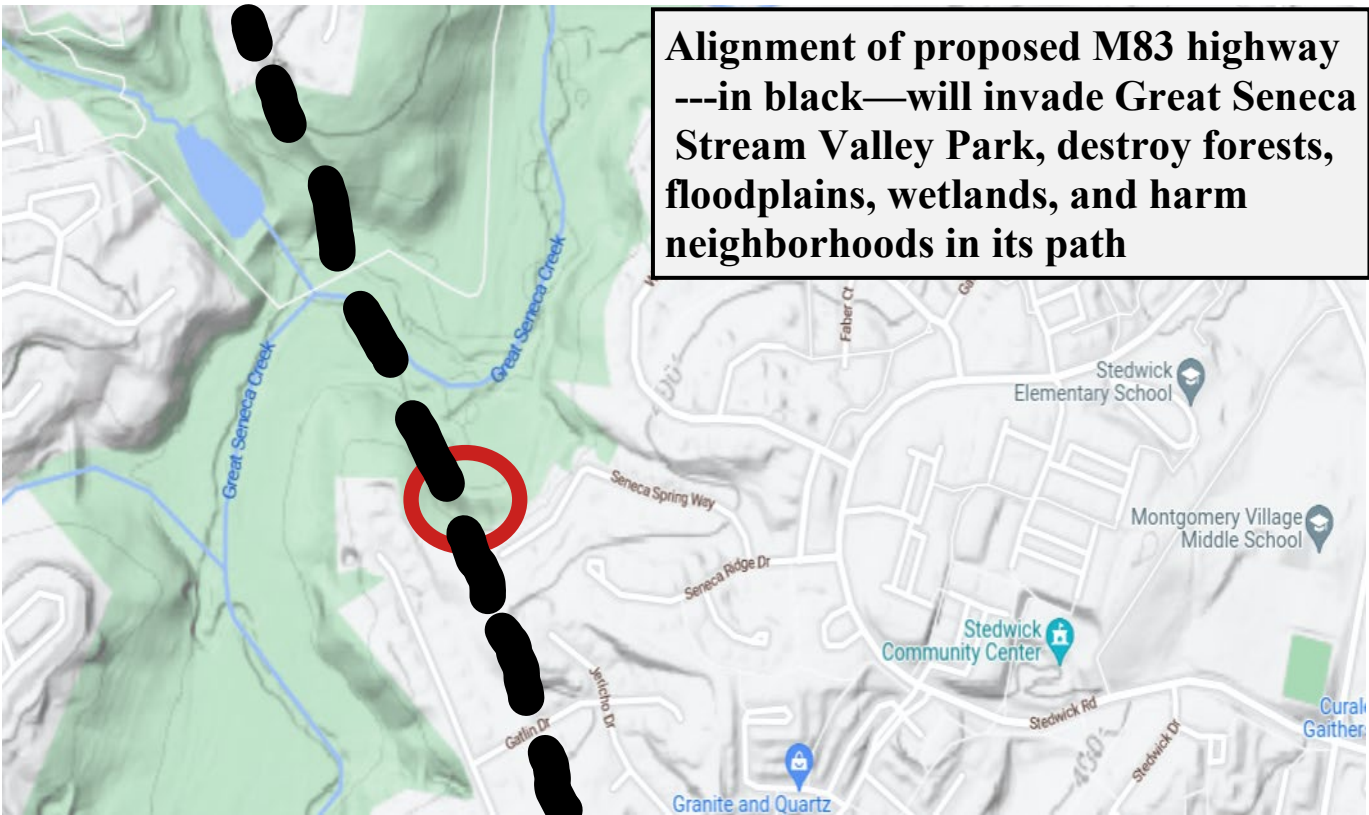 Alignment of proposed M83 highway
---in black—will invade Great Seneca
Stream Valley Park, destroy forests,
floodplains, wetlands, and harm
neighborhoods in its path
Great Seneca Creek
Faber Ct
Great Seneca Creek
Stedwick
Elementary School
Seneca Spring Way
Montgomery Village
Middle School
Seneca Ridge Dr
Stedwick
Community Center
Jericho Dr
Gatlin Dr
Stedwick Rd
Stedwick Dr
400'
Granite and Quartz